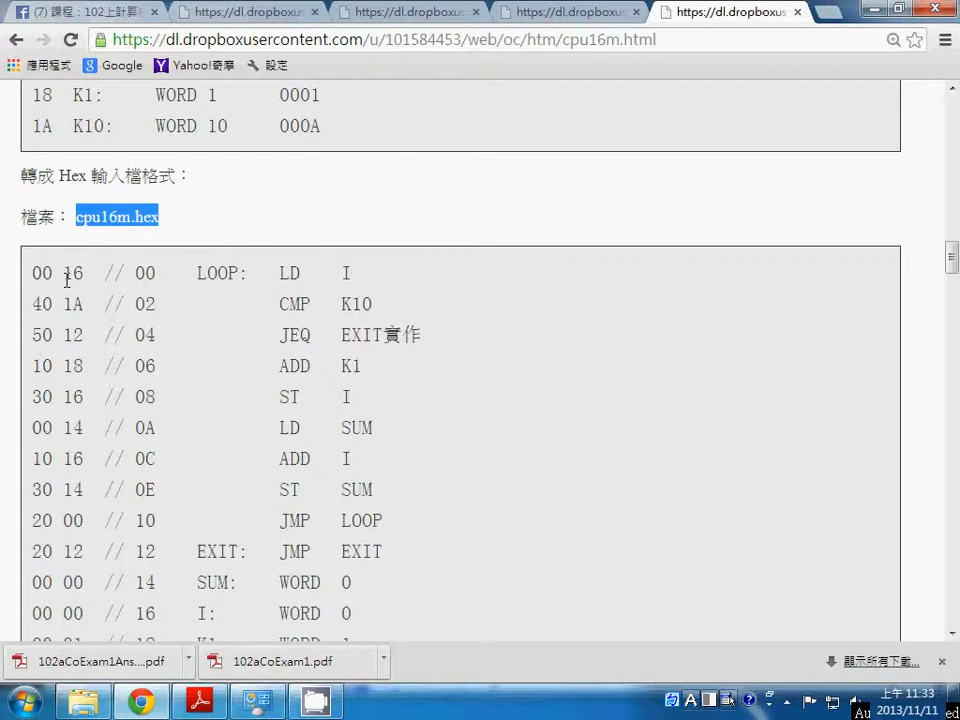 (7) 課程：102上計算
https://dl.dropboxus
https://dl.dropboxus
https://dl.dropboxus
https://dl.dropboxus
https://dl.dropboxusercontent.com/u/101584453/web/oc/htm/cpu16m.html
應用程式 Google Yahoo!奇摩 設定
18 K1: WORD 1 0001
1A K10: WORD 10 000A
轉成 Hex 輸入檔格式：
檔案： cpu16m.hex
00 16 // 00 LOOP: LD I
40 1A // 02 CMP K10
50 12 // 04 JEQ EXIT實作
10 18 // 06 ADD K1
30 16 // 08 ST I
00 14 // 0A LD SUM
10 16 // 0C ADD I
30 14 // 0E ST SUM
20 00 // 10 JMP LOOP
20 12 // 12 EXIT: JMP EXIT
00 00 // 14 SUM: WORD 0
00 00 // 16 I: WORD 0
102aCoExam1Ans....pdf 102aCoExam1.pdf 顯示所有下載...
上午 11:33
2013/11/11